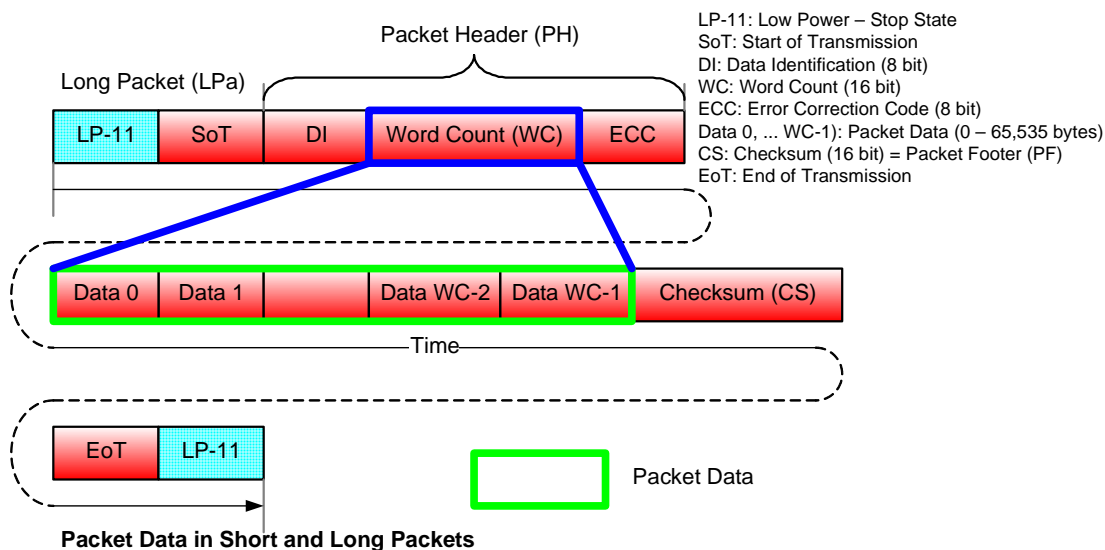 Packet Header (PH)
Long Packet (LPa)
LP-11 SoT DI Word Count (WC) ECC
LP-11: Low Power – Stop State
SoT: Start of Transmission
DI: Data Identification (8 bit)
WC: Word Count (16 bit)
ECC: Error Correction Code (8 bit)
Data 0, ... WC-1): Packet Data (0 – 65,535 bytes)
CS: Checksum (16 bit) = Packet Footer (PF)
EoT: End of Transmission
Data 0 Data 1 Data WC-2 Data WC-1 Checksum (CS)
Time
EoT LP-11
Packet Data
Packet Data in Short and Long Packets